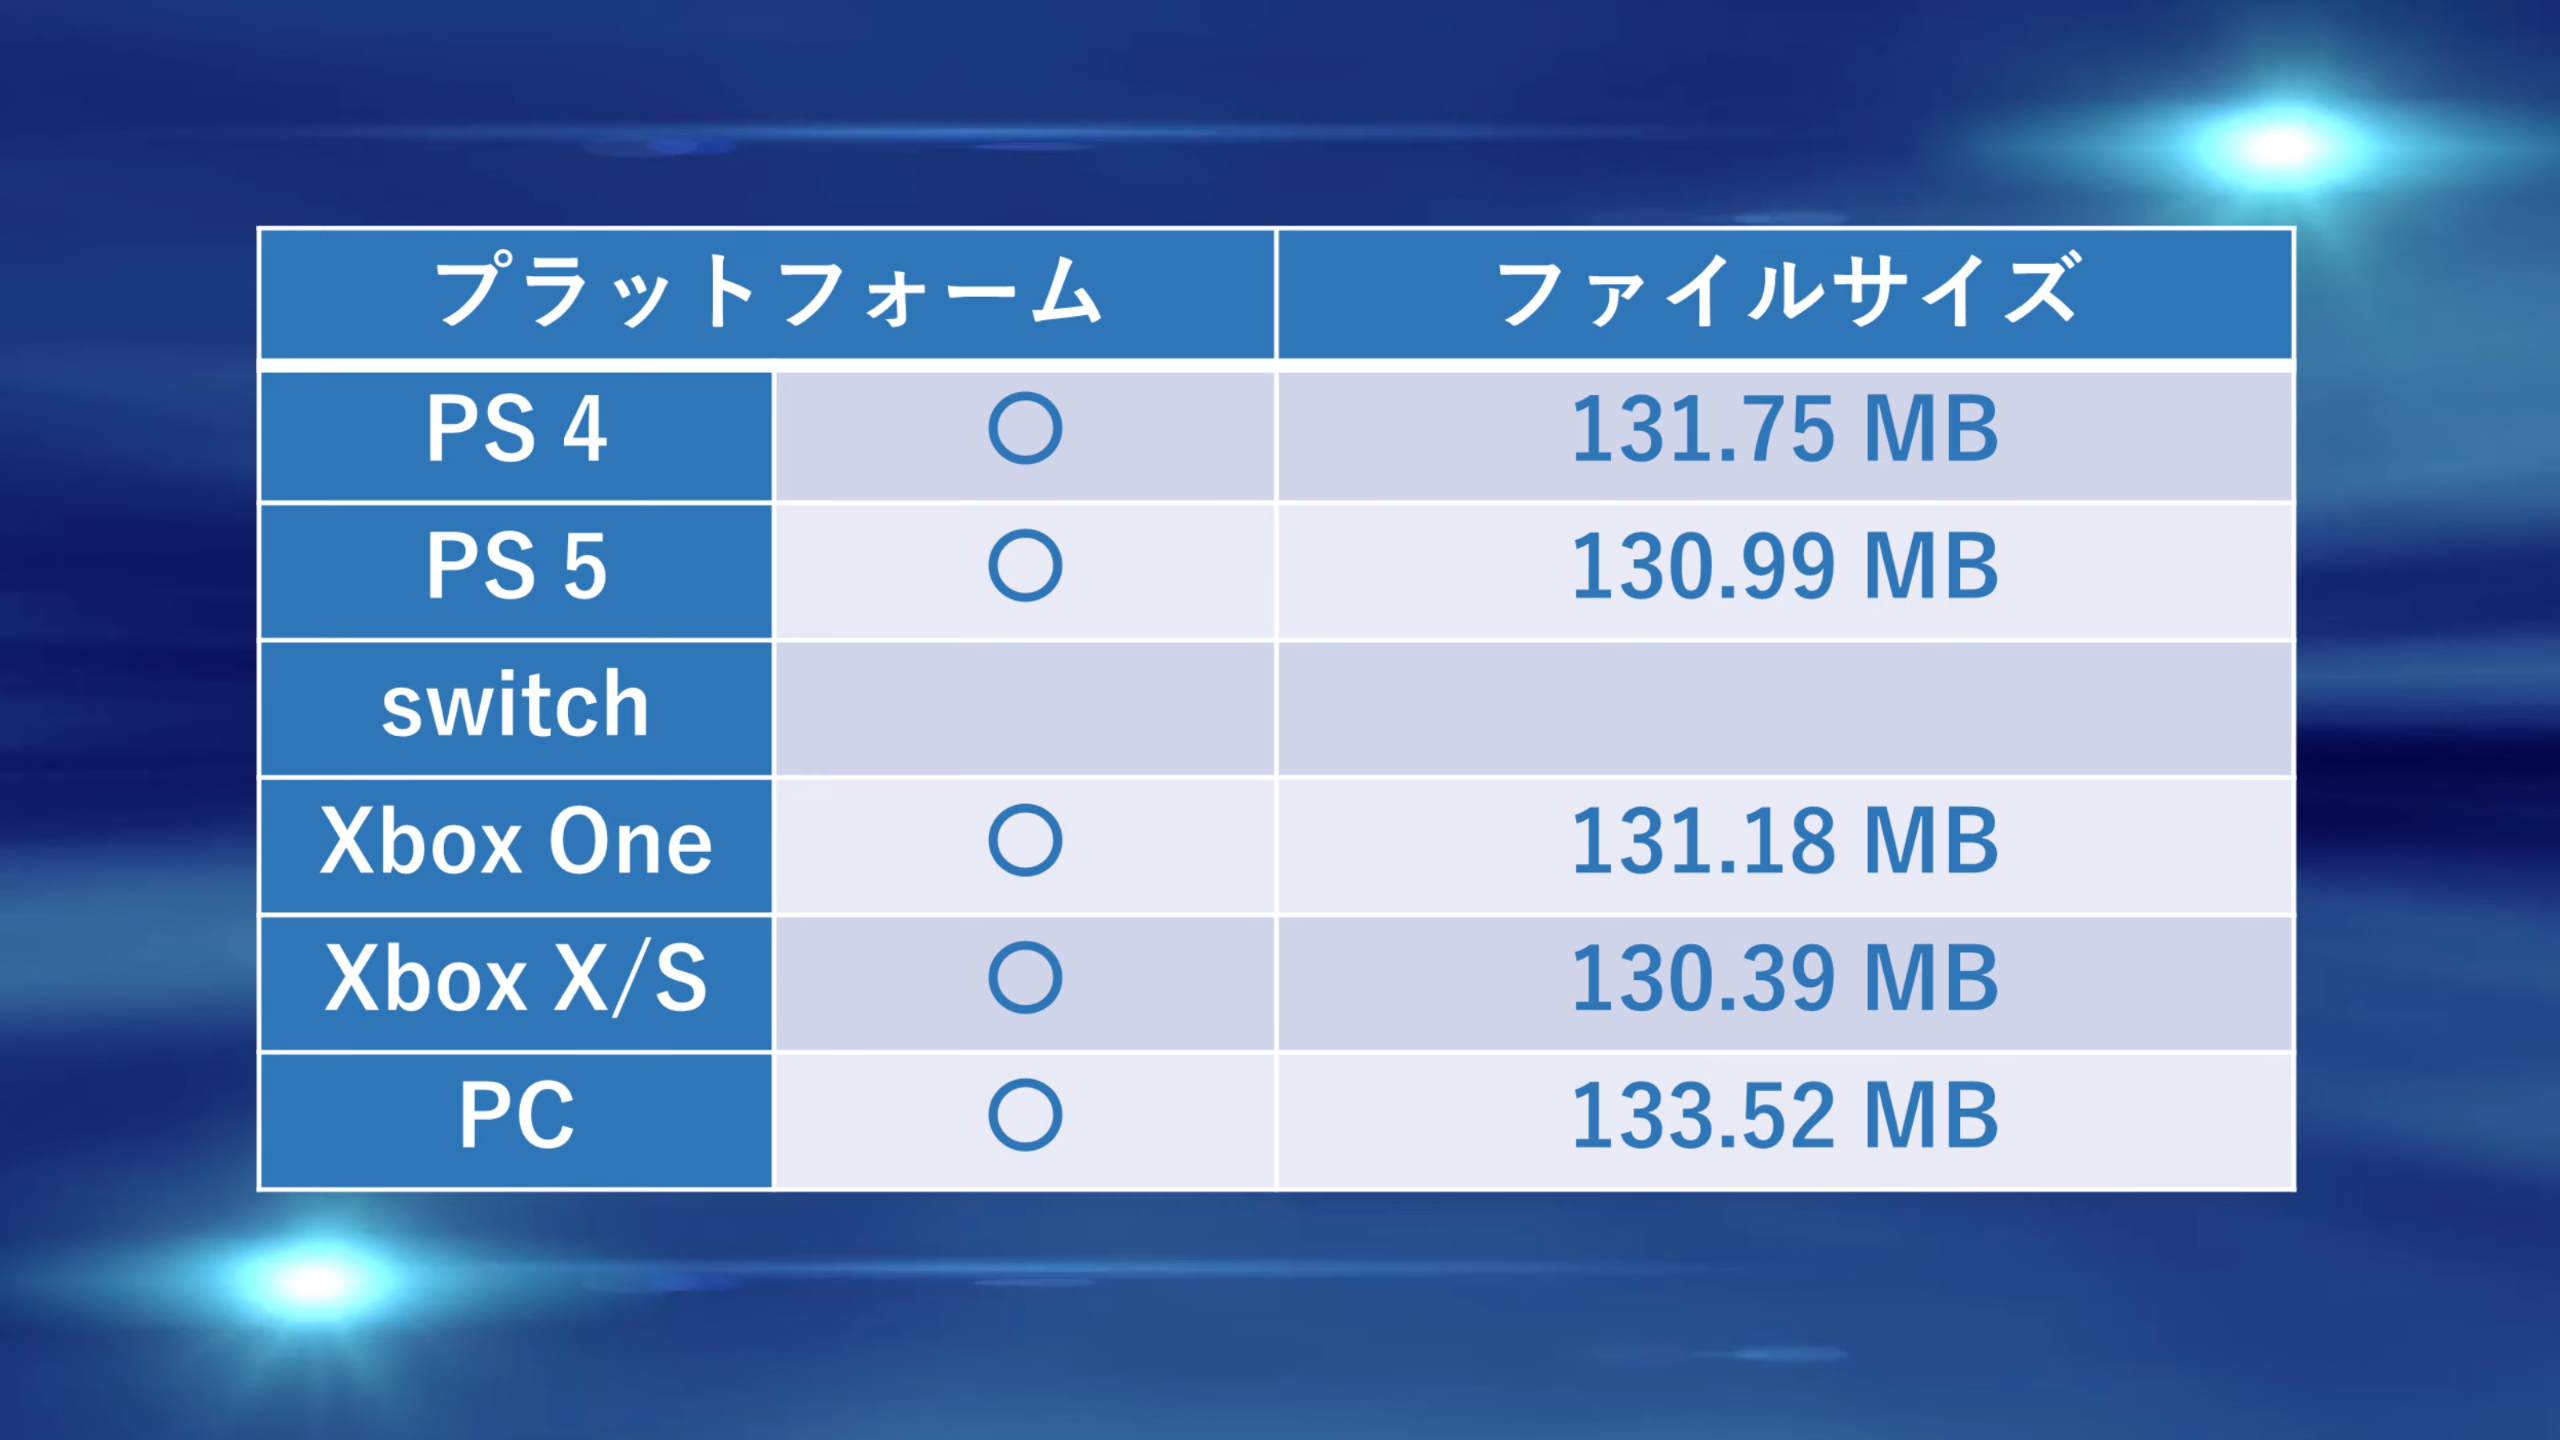 プラットフォーム ファイルサイズ
PS 4 ○ 131.75 MB
PS 5 ○ 130.99 MB
switch
Xbox One ○ 131.18 MB
Xbox X/S ○ 130.39 MB
PC ○ 133.52 MB